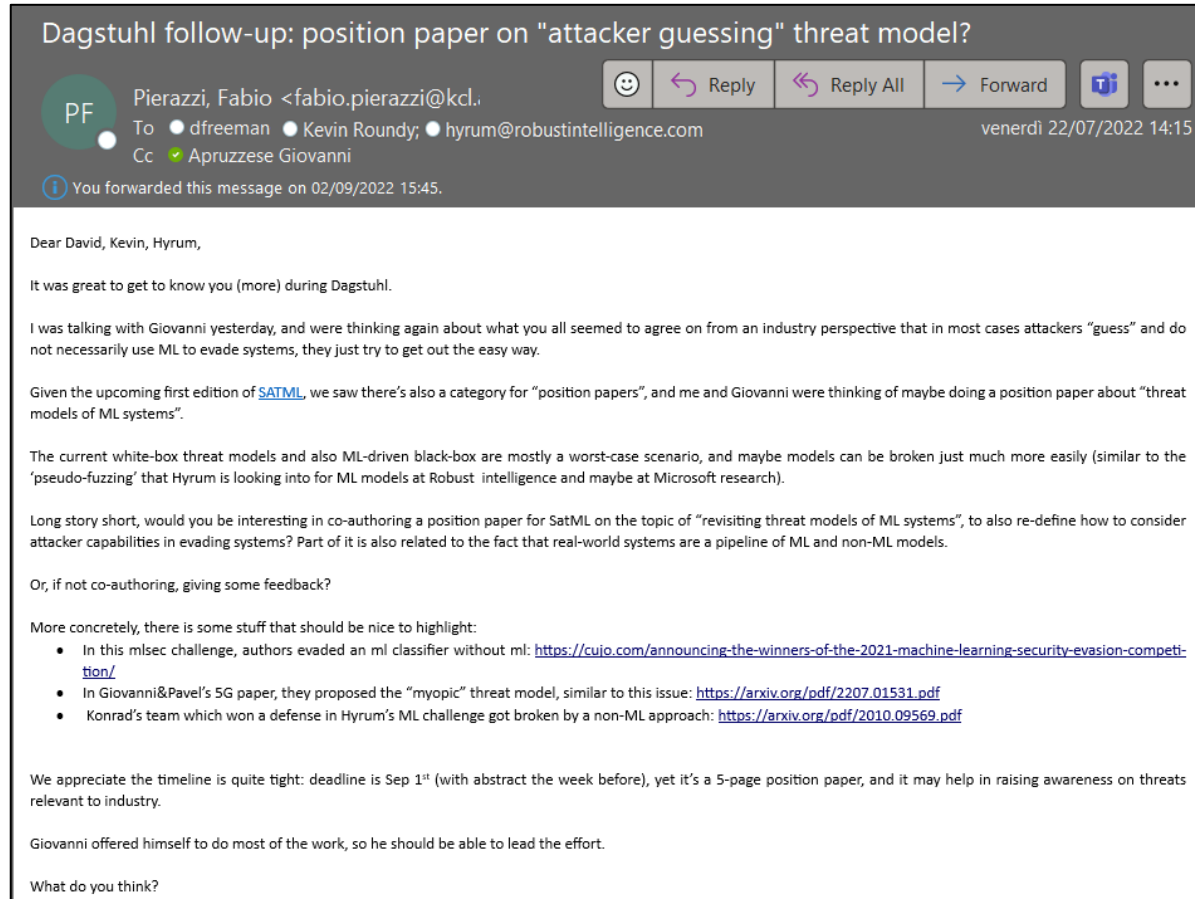 Dagstuhl follow-up: position paper on "attacker guessing" threat model?
PF
Pierazzi, Fabio <fabio.pierazzi@kcl.
Reply
Reply All
Forward
To dfreeman Kevin Roundy; hyrum@robustintelligence.com
venerdì 22/07/2022 14:15
Cc Apruzzese Giovanni
You forwarded this message on 02/09/2022 15:45.
Dear David, Kevin, Hyrum,
It was great to get to know you (more) during Dagstuhl.
I was talking with Giovanni yesterday, and were thinking again about what you all seemed to agree on from an industry perspective that in most cases attackers “guess” and do
not necessarily use ML to evade systems, they just try to get out the easy way.
Given the upcoming first edition of SATML, we saw there’s also a category for “position papers”, and me and Giovanni were thinking of maybe doing a position paper about “threat
models of ML systems”.
The current white-box threat models and also ML-driven black-box are mostly a worst-case scenario, and maybe models can be broken just much more easily (similar to the
‘pseudo-fuzzing’ that Hyrum is looking into for ML models at Robust intelligence and maybe at Microsoft research).
Long story short, would you be interesting in co-authoring a position paper for SatML on the topic of “revisiting threat models of ML systems”, to also re-define how to consider
attacker capabilities in evading systems? Part of it is also related to the fact that real-world systems are a pipeline of ML and non-ML models.
Or, if not co-authoring, giving some feedback?
More concretely, there is some stuff that should be nice to highlight:
• In this mlsec challenge, authors evaded an ml classifier without ml: https://cujo.com/announcing-the-winners-of-the-2021-machine-learning-security-evasion-competi-
tion/
• In Giovanni&Pavel’s 5G paper, they proposed the “myopic” threat model, similar to this issue: https://arxiv.org/pdf/2207.01531.pdf
• Konrad’s team which won a defense in Hyrum’s ML challenge got broken by a non-ML approach: https://arxiv.org/pdf/2010.09569.pdf
We appreciate the timeline is quite tight: deadline is Sep 1st (with abstract the week before), yet it’s a 5-page position paper, and it may help in raising awareness on threats
relevant to industry.
Giovanni offered himself to do most of the work, so he should be able to lead the effort.
What do you think?